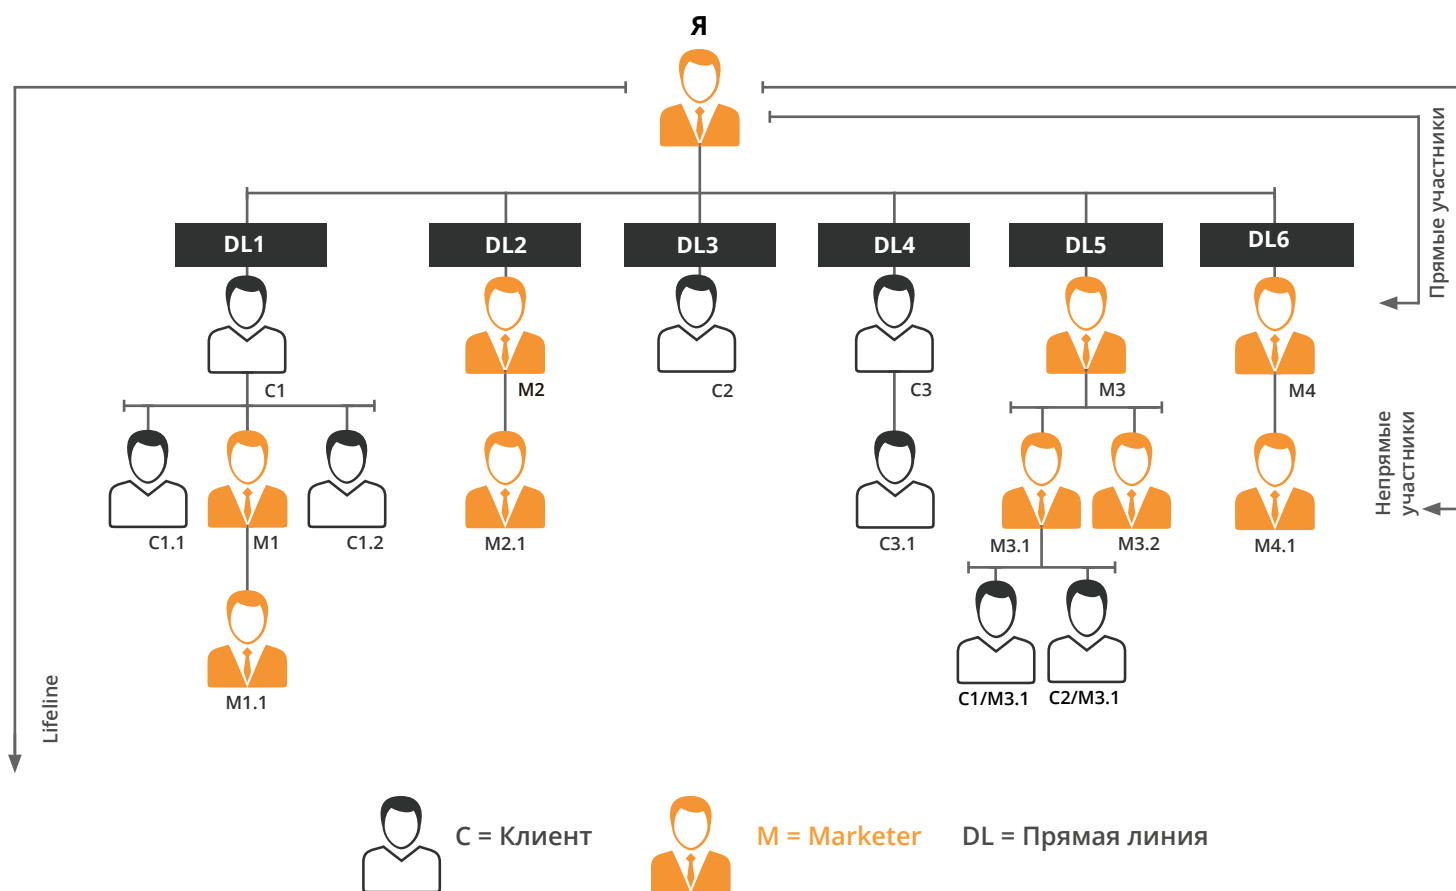 Я
Прямые участники
DL1
DL2
DL3
DL4
DL5
DL6
C1
M2
C2
C3
M3
M4
Непрямые
участники
C1.1
M1
C1.2
M2.1
C3.1
M3.1
M3.2
M4.1
Lifeline
M1.1
C1/M3.1
C2/M3.1
C = Клиент
M = Marketer
DL = Прямая линия